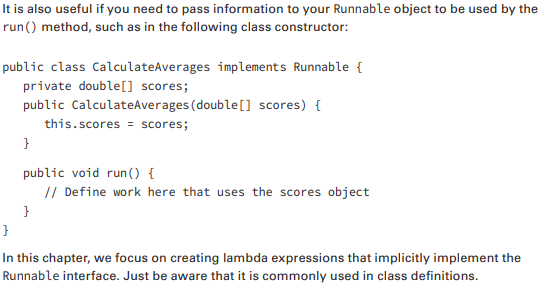 It is also useful if you need to pass information to your Runnable object to be used by the
run() method, such as in the following class constructor:
public class CalculateAverages implements Runnable {
   private double[] scores;
   public CalculateAverages(double[] scores) {
      this.scores = scores;
   }
   public void run() {
      // Define work here that uses the scores object
   }
}
In this chapter, we focus on creating lambda expressions that implicitly implement the
Runnable interface. Just be aware that it is commonly used in class definitions.